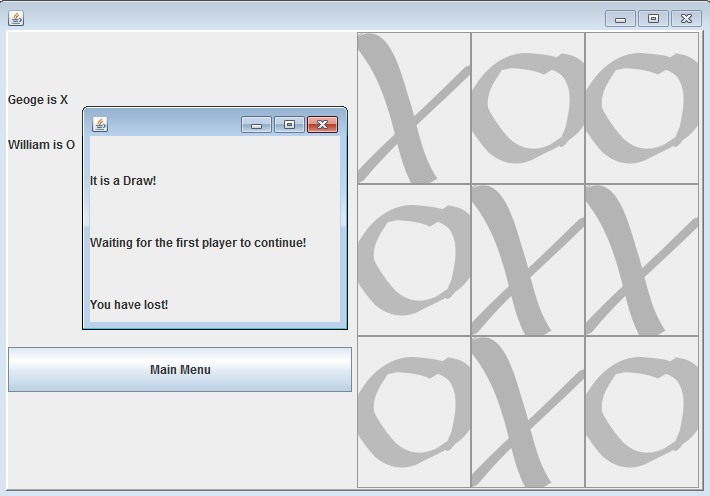 Geoge is X
William is O
It is a Draw!
Waiting for the first player to continue!
You have lost!
Main Menu
X O O
O X X
O X O